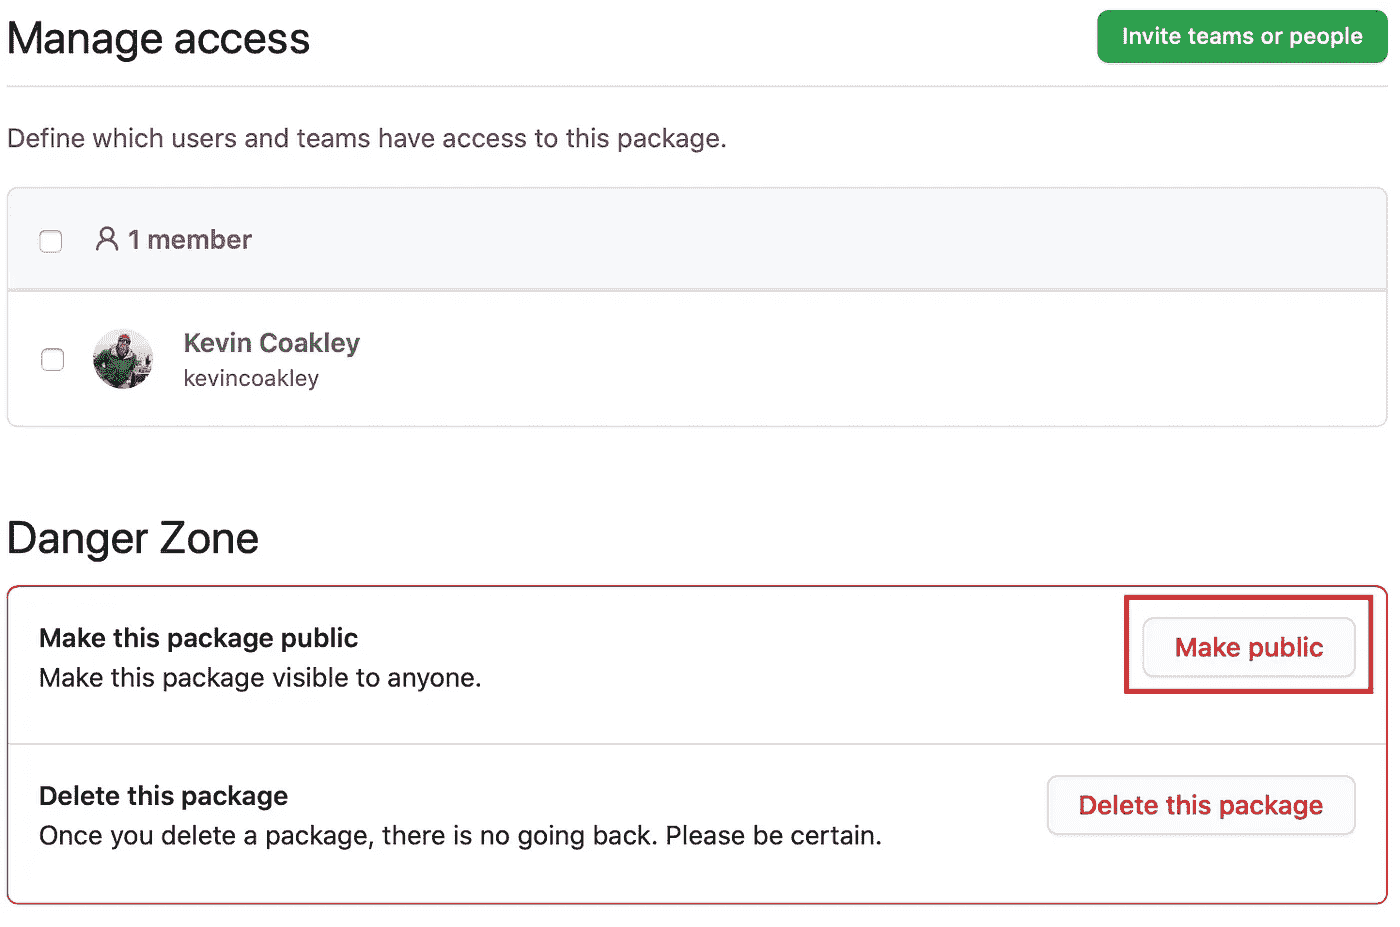 Manage access
Invite teams or people
Define which users and teams have access to this package.
1 member
Kevin Coakley
kevincoakley
Danger Zone
Make this package public
Make this package visible to anyone.
Make public
Delete this package
Once you delete a package, there is no going back. Please be certain.
Delete this package